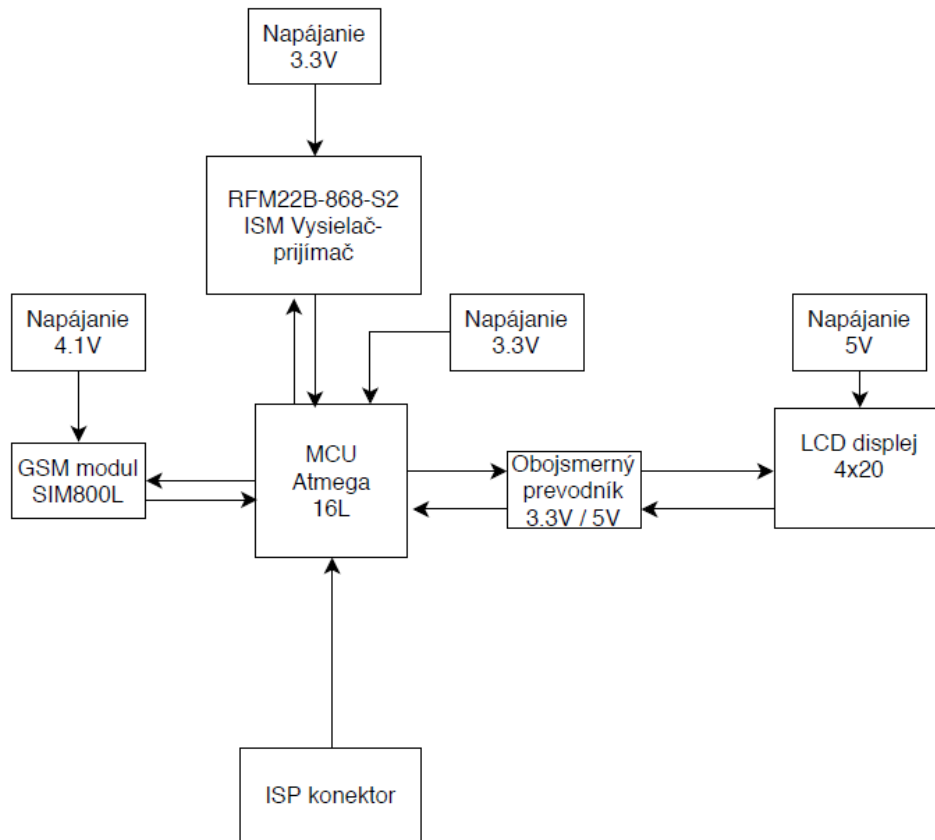 Napájanie
3.3V
RFM22B-868-S2
ISM Vysielač-
prijímač
Napájanie
4.1V
Napájanie
3.3V
Napájanie
5V
GSM modul
SIM800L
MCU
Atmega
16L
Obojsmerný
prevodník
3.3V / 5V
LCD displej
4x20
ISP konektor